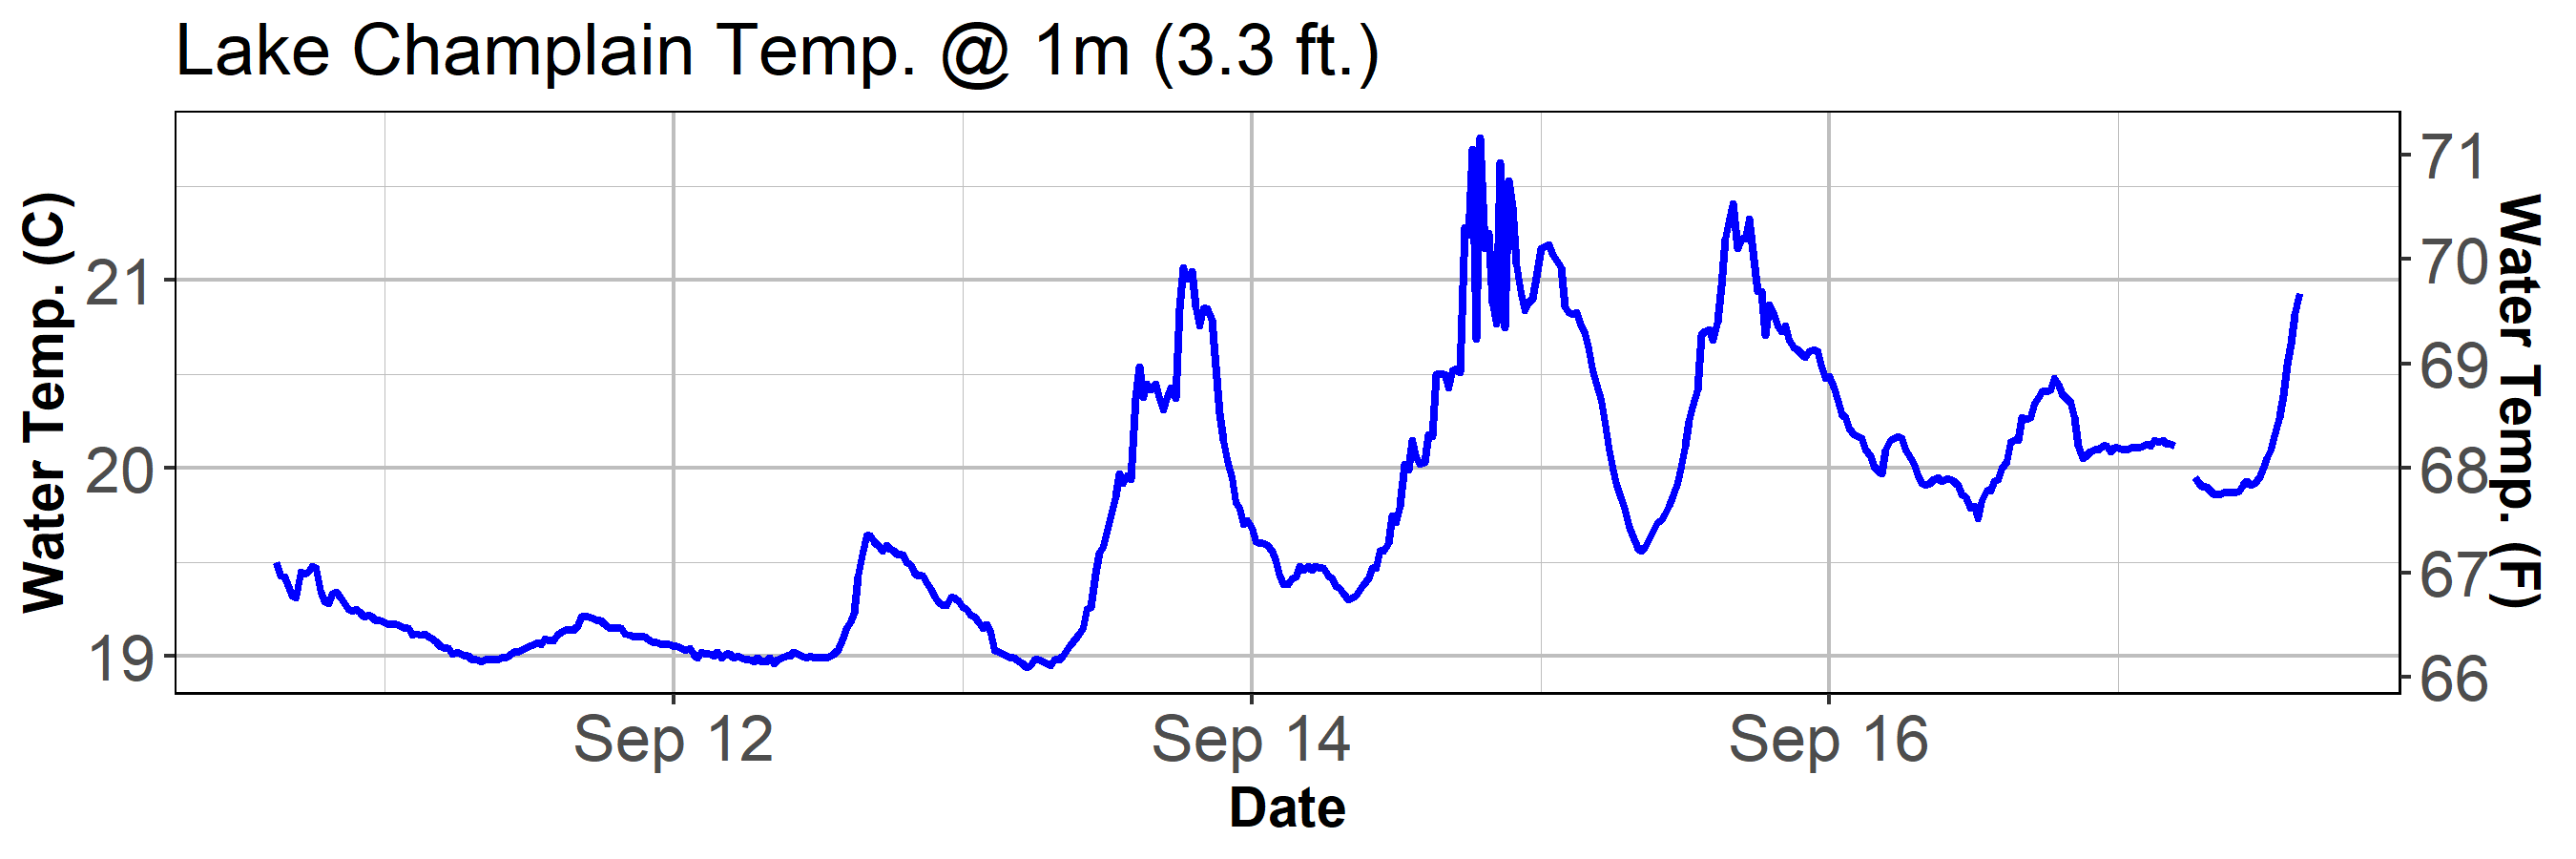 Lake Champlain Temp. @ 1m (3.3 ft.)
Water Temp. (C)
21
20
19
71
70
69
68
67
66
Water Temp. (F)
Sep 12
Sep 14
Sep 16
Date